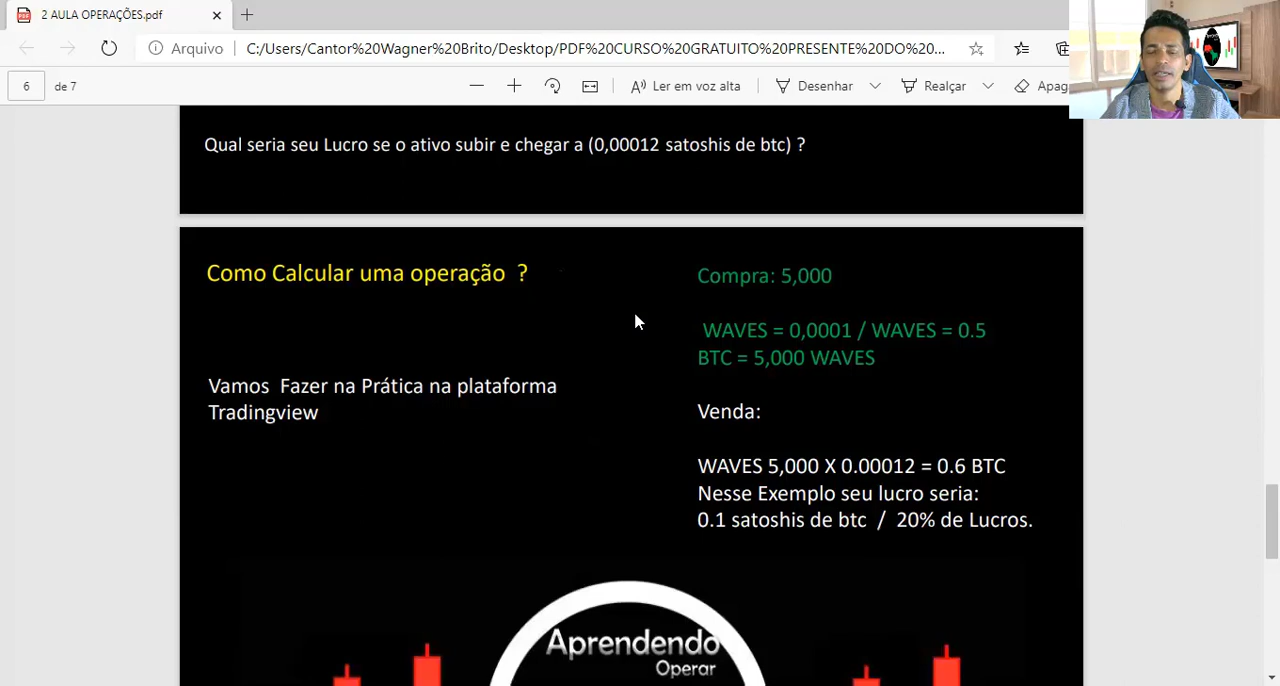 2 AULA OPERAÇÕES.pdf
Arquivo
C:/Users/Cantor%20Wagner%20Brito/Desktop/PDF%20CURSO%20GRATUITO%20PRESENTE%20DO%20...
6
de 7
Ler em voz alta
Desenhar
Realçar
Apag
Qual seria seu Lucro se o ativo subir e chegar a (0,00012 satoshis de btc) ?
Como Calcular uma operação ?
Vamos Fazer na Prática na plataforma
Tradingview
Compra: 5,000
WAVES = 0,0001 / WAVES = 0.5
BTC = 5,000 WAVES
Venda:
WAVES 5,000 X 0.00012 = 0.6 BTC
Nesse Exemplo seu lucro seria:
0.1 satoshis de btc / 20% de Lucros.
Aprendendo
Operar